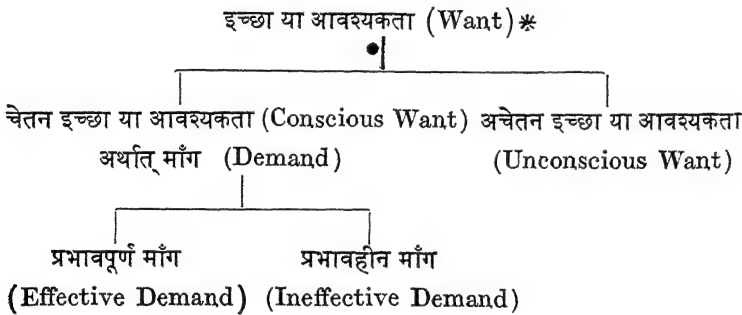 इच्छा या आवश्यकता (Want)*
चेतन इच्छा या आवश्यकता (Conscious Want) अचेतन इच्छा या आवश्यकता
अर्थात् माँग (Demand) (Unconscious Want)
प्रभावपूर्ण माँग प्रभावहीन माँग
(Effective Demand) (Ineffective Demand)